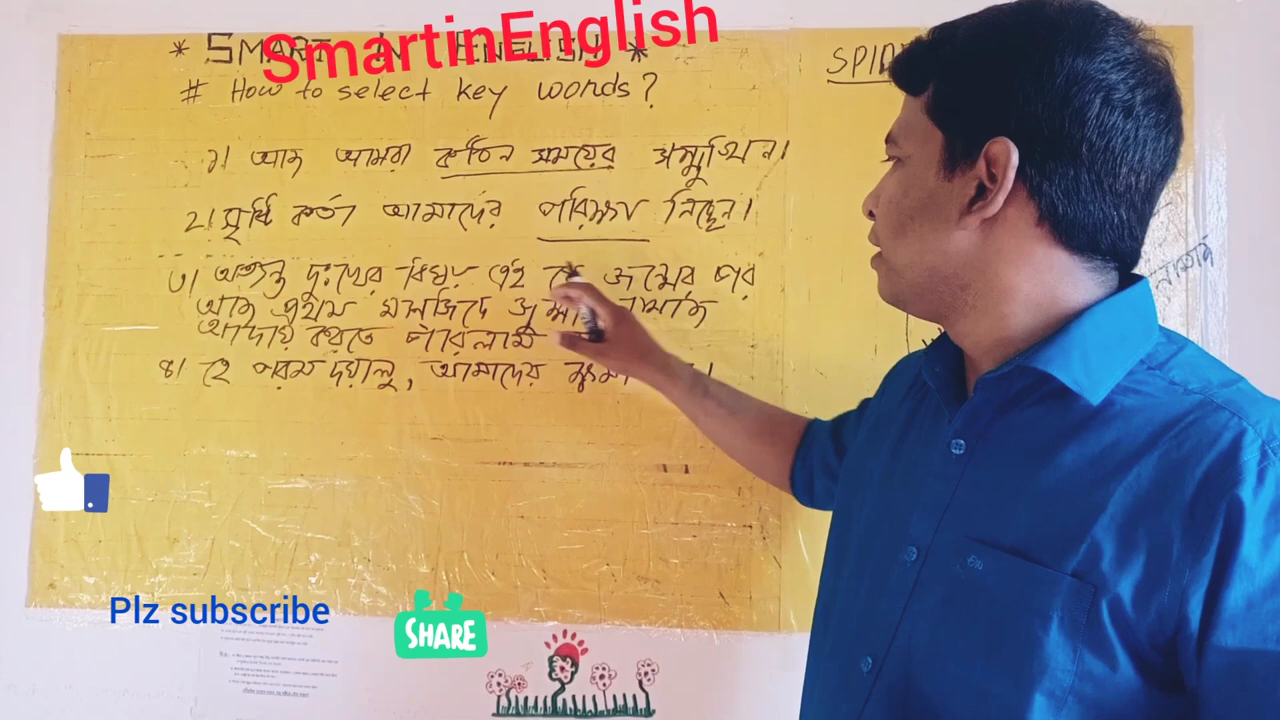 * SMART IN ENGLISH *
SmartinEnglish
SPID
# How to select key words?
১। আজ আমরা কঠিন সময়ের সম্মুখিন।
২। সৃষ্টি কর্তা আমাদের পরিক্ষা নিচ্ছেন।
৩। অত্যন্ত দুঃখের বিষয় এই যে জন্মের পর
আজ প্রথম মসজিদে জুম্মার নামাজ
আদায় করতে পারলাম
৪। হে পরম দয়ালু, আমাদের
Plz subscribe
SHARE